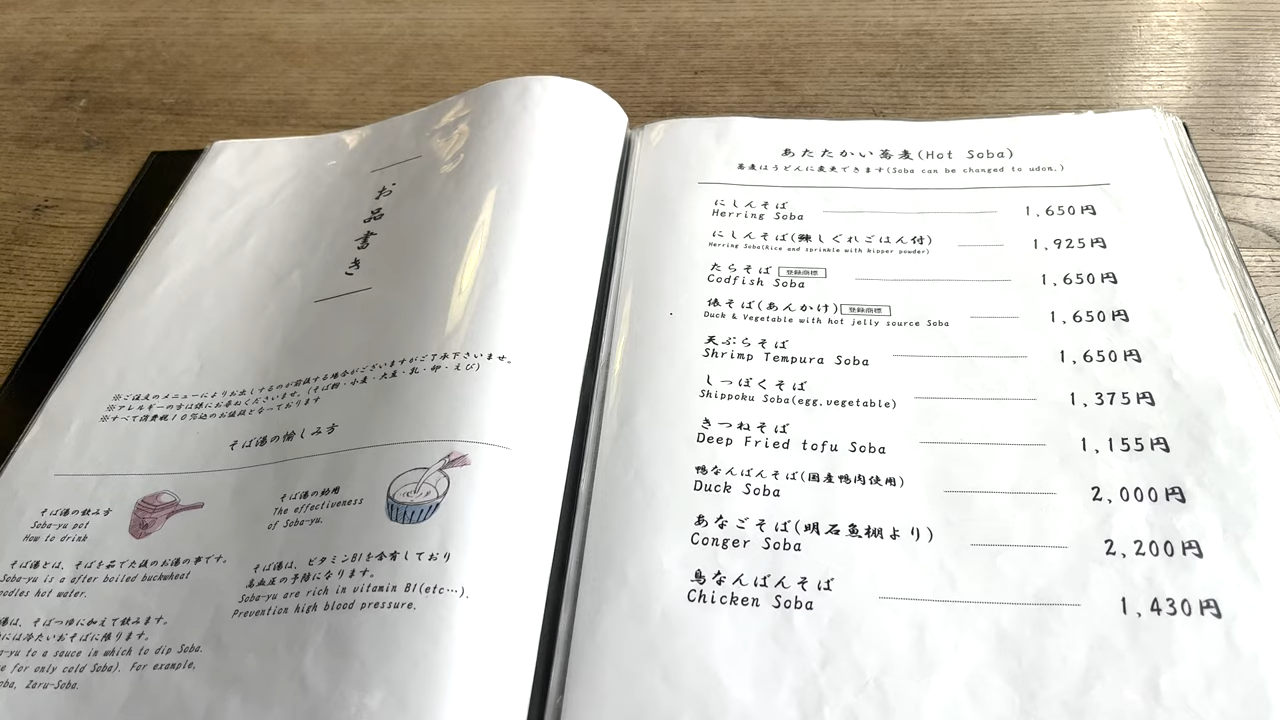 お品書き
※ご注文のメニューによりお出しするのが前後する場合がございますがご了承下さいませ。
※アレルギーの方は係にお尋ねくださいませ。(そば粉・小麦・大豆・乳・卵・えび)
※すべて消費税10%込のお値段となっております
そば湯の愉しみ方
そば湯の飲み方
Soba-yu pot
How to drink
そば湯の効用
The effectiveness
of Soba-yu.
そば湯とは、そばを茹でた後のお湯の事です。
Soba-yu is a after boiled buckwheat
noodles hot water.
湯は、そばつゆに加えて飲みます。
には冷たいおそばに限ります。
a-yu to a sauce in which to dip Soba.
e for only cold Soba). For example,
oba, Zaru-Soba.
そば湯は、ビタミンB1を含有しており
高血圧の予防になります。
Soba-yu are rich in vitamin B1(etc…).
Prevention high blood pressure.
あたたかい蕎麦(Hot Soba)
蕎麦はうどんに変更できます(Soba can be changed to udon.)
にしんそば
Herring Soba 1,650円
にしんそば(鰊しぐれごはん付)
Herring Soba(Rice and sprinkle with kipper powder) 1,925円
たらそば 登録商標
Codfish Soba 1,650円
俵そば(あんかけ) 登録商標
Duck & Vegetable with hot jelly source Soba 1,650円
天ぷらそば
Shrimp Tempura Soba 1,650円
しっぽくそば
Shippoku Soba(egg.vegetable) 1,375円
きつねそば
Deep Fried tofu Soba 1,155円
鴨なんばんそば(国産鴨肉使用)
Duck Soba 2,000円
あなごそば(明石魚棚より)
Conger Soba 2,200円
鳥なんばんそば
Chicken Soba 1,430円